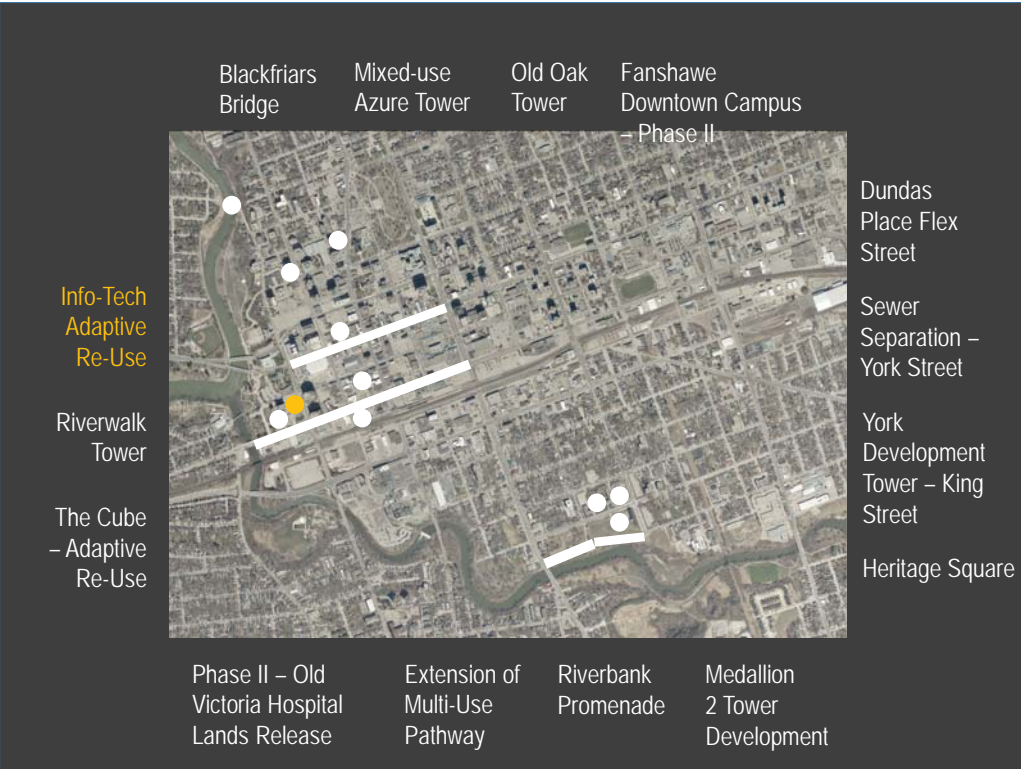 Blackfriars
Bridge
Mixed-use
Azure Tower
Old Oak
Tower
Fanshawe
Downtown Campus
– Phase II
Dundas
Place Flex
Street
Sewer
Separation –
York Street
York
Development
Tower – King
Street
Heritage Square
Info-Tech
Adaptive
Re-Use
Riverwalk
Tower
The Cube
– Adaptive
Re-Use
Phase II – Old
Victoria Hospital
Lands Release
Extension of
Multi-Use
Pathway
Riverbank
Promenade
Medallion
2 Tower
Development